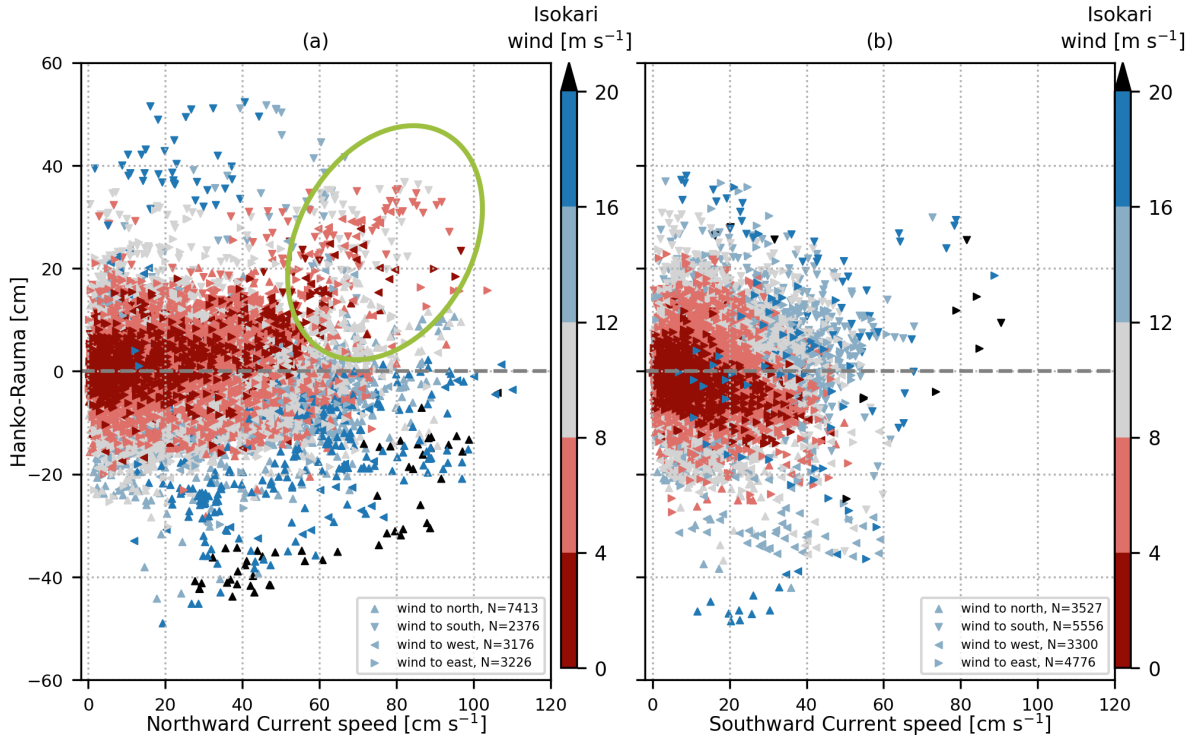 Isokari
wind [m s⁻¹]
(a)
Isokari
wind [m s⁻¹]
(b)
60
40
20
0
−20
−40
−60
Hanko-Rauma [cm]
0
20
40
60
80
100
120
Northward Current speed [cm s⁻¹]
wind to north, N=7413
wind to south, N=2376
wind to west, N=3176
wind to east, N=3226
20
16
12
8
4
0
0
20
40
60
80
100
120
Southward Current speed [cm s⁻¹]
wind to north, N=3527
wind to south, N=5556
wind to west, N=3300
wind to east, N=4776
20
16
12
8
4
0